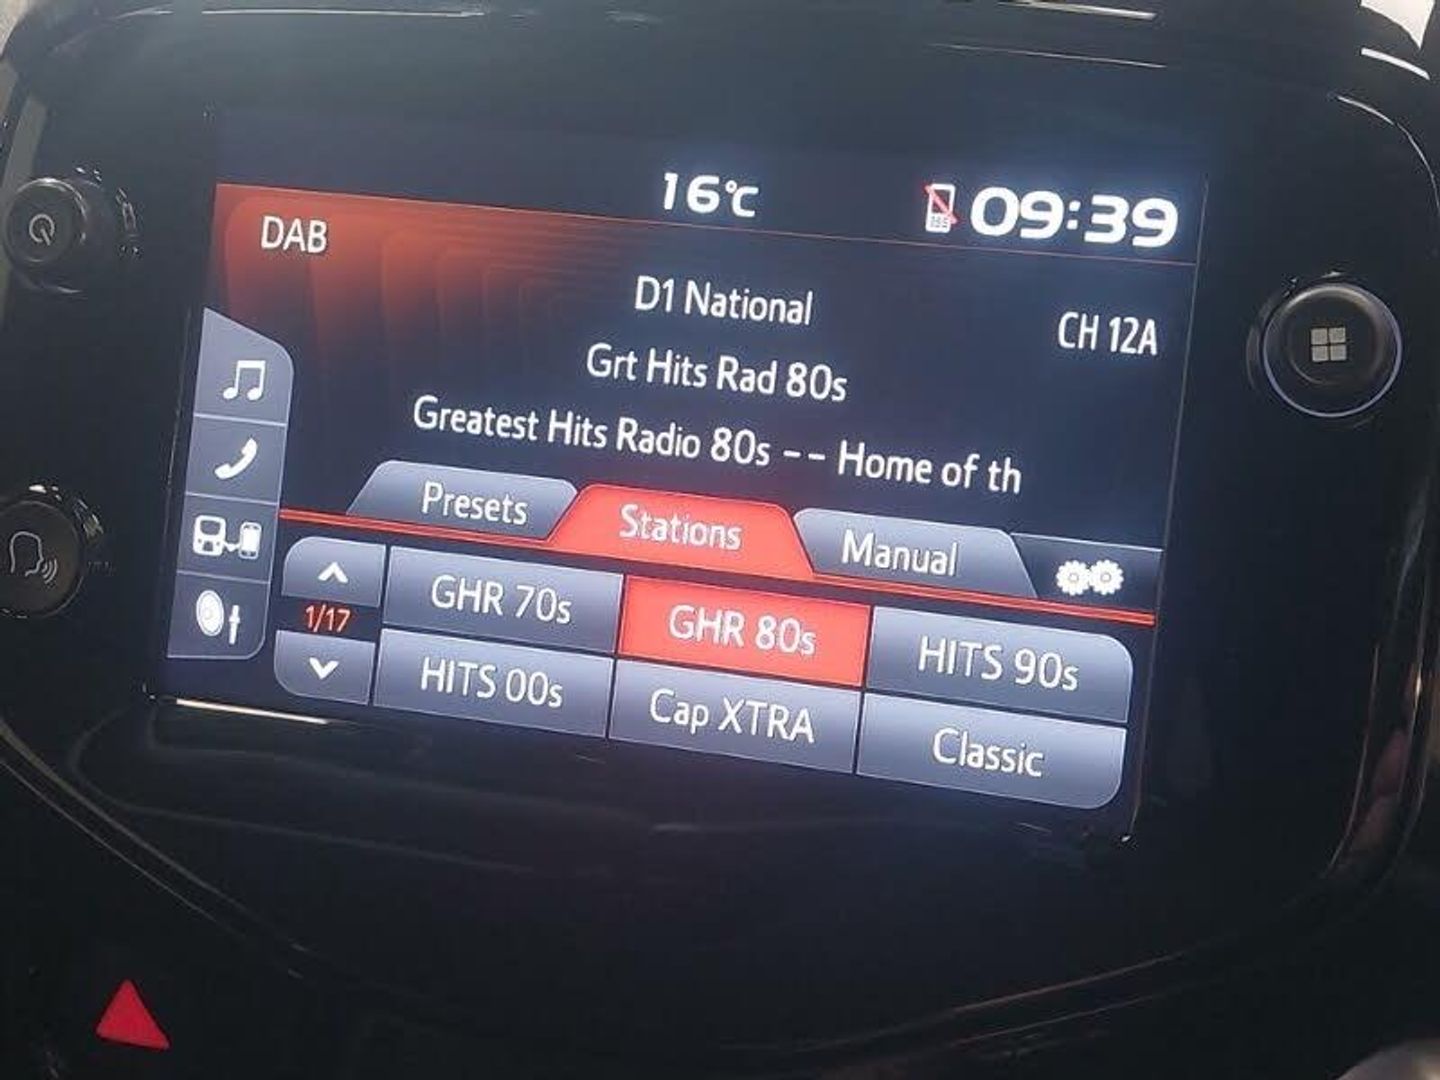 16°C
09:39
DAB
D1 National
CH 12A
Grt Hits Rad 80s
Greatest Hits Radio 80s -- Home of th
Presets
Stations
Manual
GHR 70s
GHR 80s
HITS 90s
1/17
HITS 00s
Cap XTRA
Classic